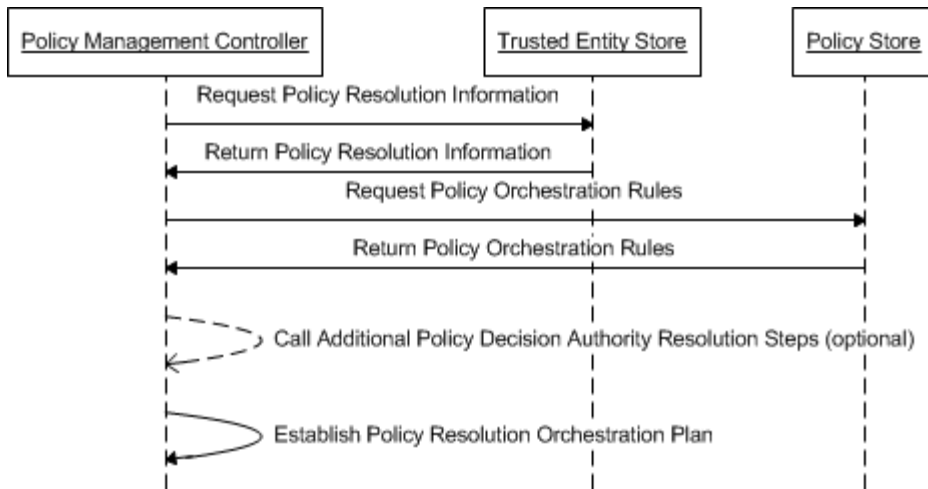 Policy Management Controller
Trusted Entity Store
Policy Store
Request Policy Resolution Information
Return Policy Resolution Information
Request Policy Orchestration Rules
Return Policy Orchestration Rules
Call Additional Policy Decision Authority Resolution Steps (optional)
Establish Policy Resolution Orchestration Plan